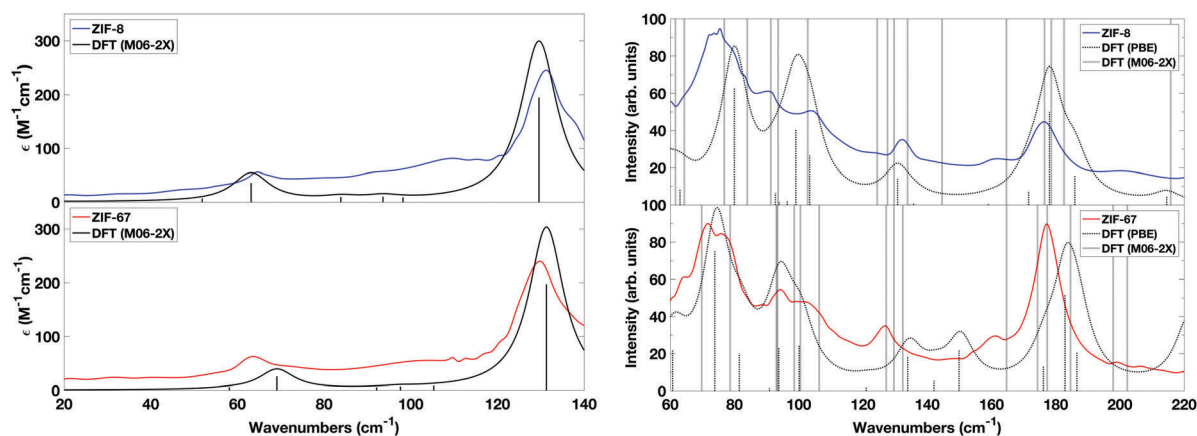 ZIF-8
DFT (M06-2X)
300
200
100
0
ϵ (M⁻¹cm⁻¹)
ZIF-67
DFT (M06-2X)
300
200
100
0
ϵ (M⁻¹cm⁻¹)
20 40 60 80 100 120 140
Wavenumbers (cm⁻¹)
100
80
60
40
20
Intensity (arb. units)
ZIF-8
DFT (PBE)
DFT (M06-2X)
100
80
60
40
20
0
Intensity (arb. units)
ZIF-67
DFT (PBE)
DFT (M06-2X)
60 80 100 120 140 160 180 200 220
Wavenumbers (cm⁻¹)